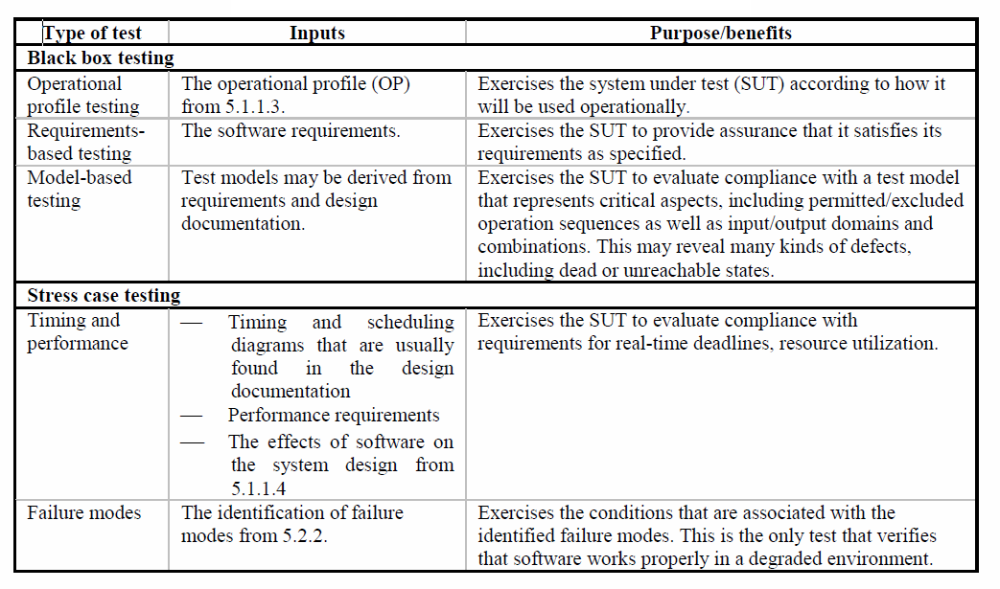 Type of test Inputs Purpose/benefits
Black box testing
Operational
profile testing
The operational profile (OP)
from 5.1.1.3.
Exercises the system under test (SUT) according to how it
will be used operationally.
Requirements-
based testing
The software requirements.
Exercises the SUT to provide assurance that it satisfies its
requirements as specified.
Model-based
testing
Test models may be derived from
requirements and design
documentation.
Exercises the SUT to evaluate compliance with a test model
that represents critical aspects, including permitted/excluded
operation sequences as well as input/output domains and
combinations. This may reveal many kinds of defects,
including dead or unreachable states.
Stress case testing
Timing and
performance
— Timing and scheduling
diagrams that are usually
found in the design
documentation
— Performance requirements
— The effects of software on
the system design from
5.1.1.4
Exercises the SUT to evaluate compliance with
requirements for real-time deadlines, resource utilization.
Failure modes
The identification of failure
modes from 5.2.2.
Exercises the conditions that are associated with the
identified failure modes. This is the only test that verifies
that software works properly in a degraded environment.